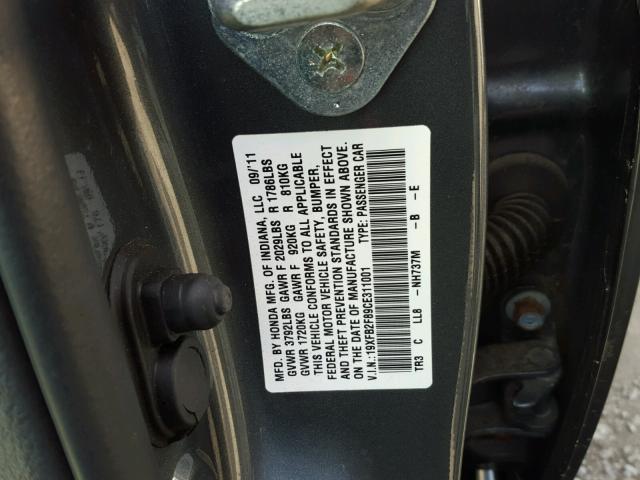 MFD. BY HONDA MFG. OF INDIANA, LLC 09/'11
GVWR 3792LBS GAWR F 2029LBS R 1786LBS
GVWR 1720KG GAWR F 920KG R 810KG
THIS VEHICLE CONFORMS TO ALL APPLICABLE
FEDERAL MOTOR VEHICLE SAFETY, BUMPER,
AND THEFT PREVENTION STANDARDS IN EFFECT
ON THE DATE OF MANUFACTURE SHOWN ABOVE.
V.I.N.: 19XFB2F89CE311001 TYPE: PASSENGER CAR
TR3 C LL8 - NH737M - B - E